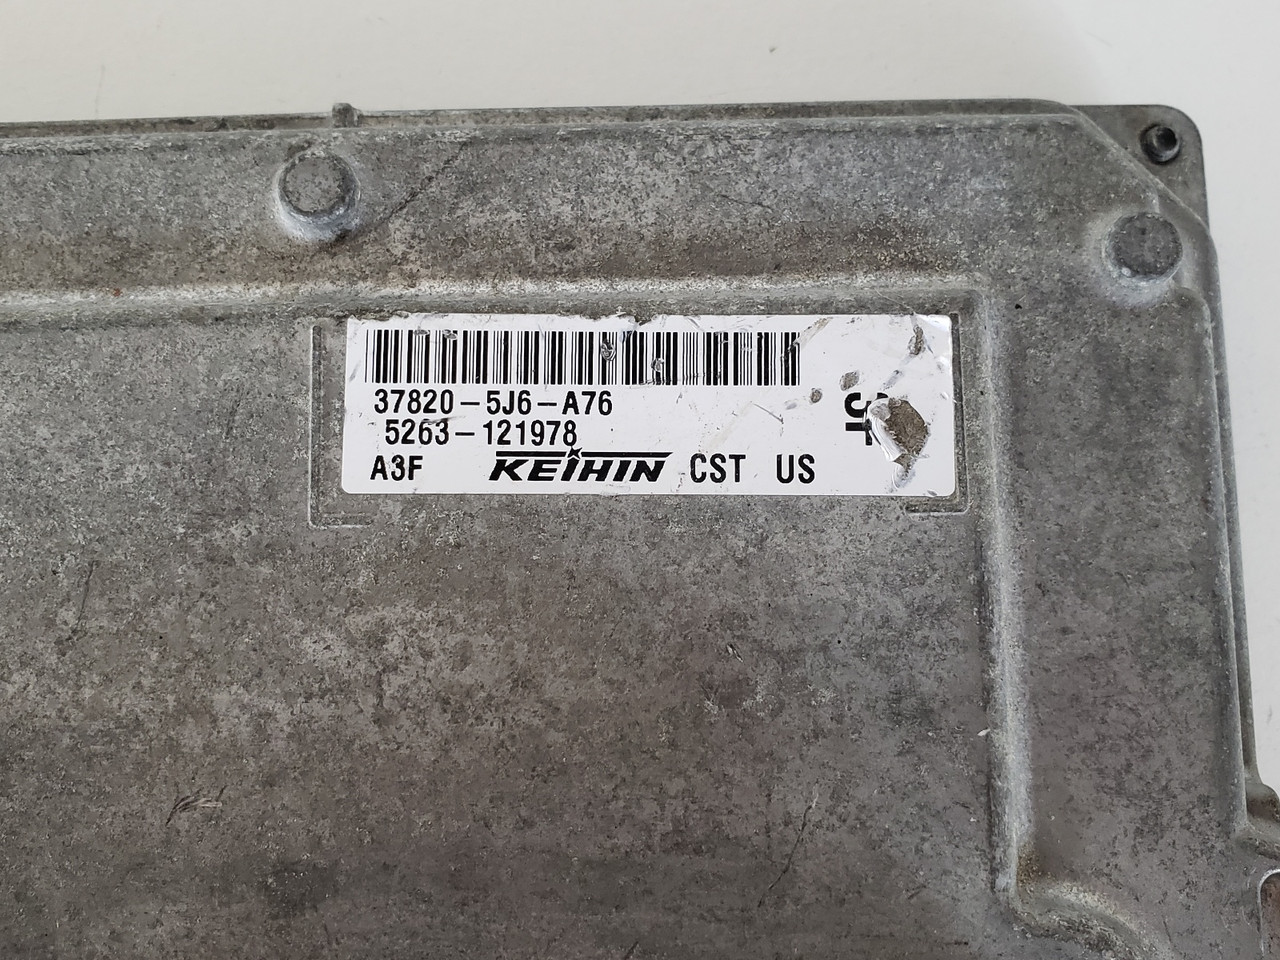 37820-5J6-A76
5263-121978
A3F KEIHIN CST US